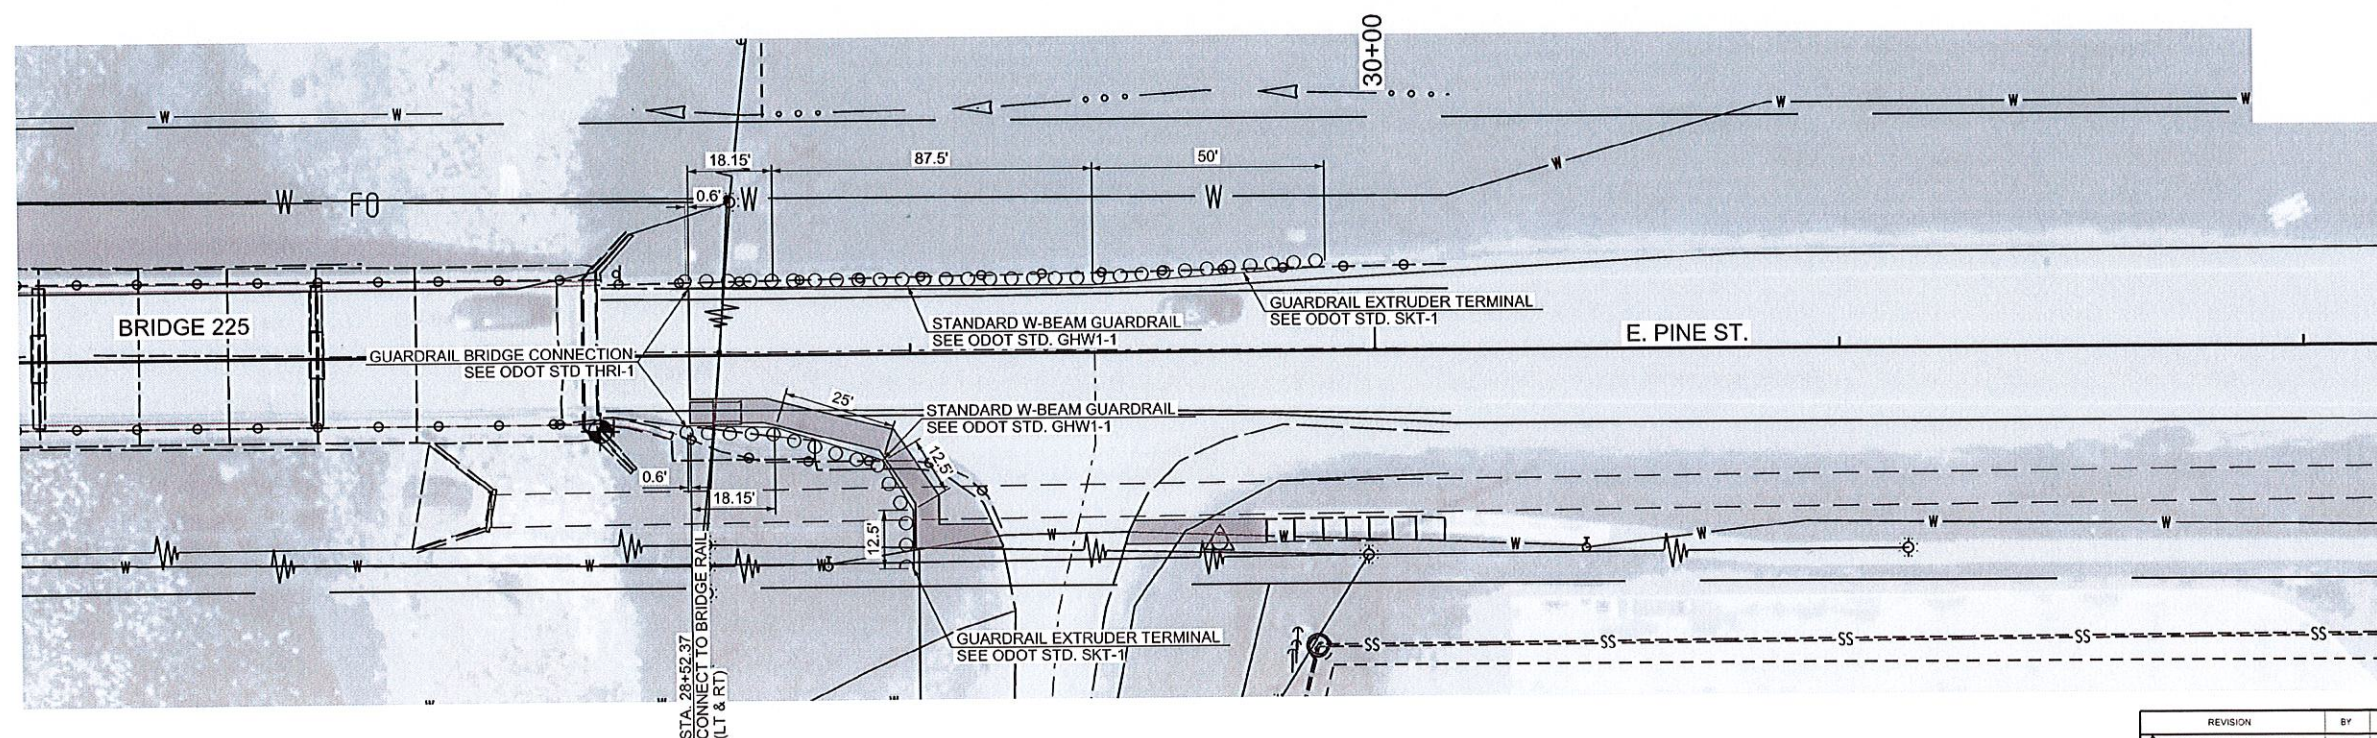 30+00
W W W W W
18.15' 87.5' 50'
W
0.6'
W FO W W
BRIDGE 225
GUARDRAIL EXTRUDER TERMINAL
SEE ODOT STD. SKT-1
STANDARD W-BEAM GUARDRAIL
SEE ODOT STD. GHW1-1
E. PINE ST.
GUARDRAIL BRIDGE CONNECTION
SEE ODOT STD THRI-1
25'
STANDARD W-BEAM GUARDRAIL
SEE ODOT STD. GHW1-1
12.5'
0.6'
18.15'
12.5'
W W W W
W W W W W W W
GUARDRAIL EXTRUDER TERMINAL
SEE ODOT STD. SKT-1
SS SS SS SS SS
STA. 28+52.37
CONNECT TO BRIDGE RAIL
(LT & RT)
REVISION BY